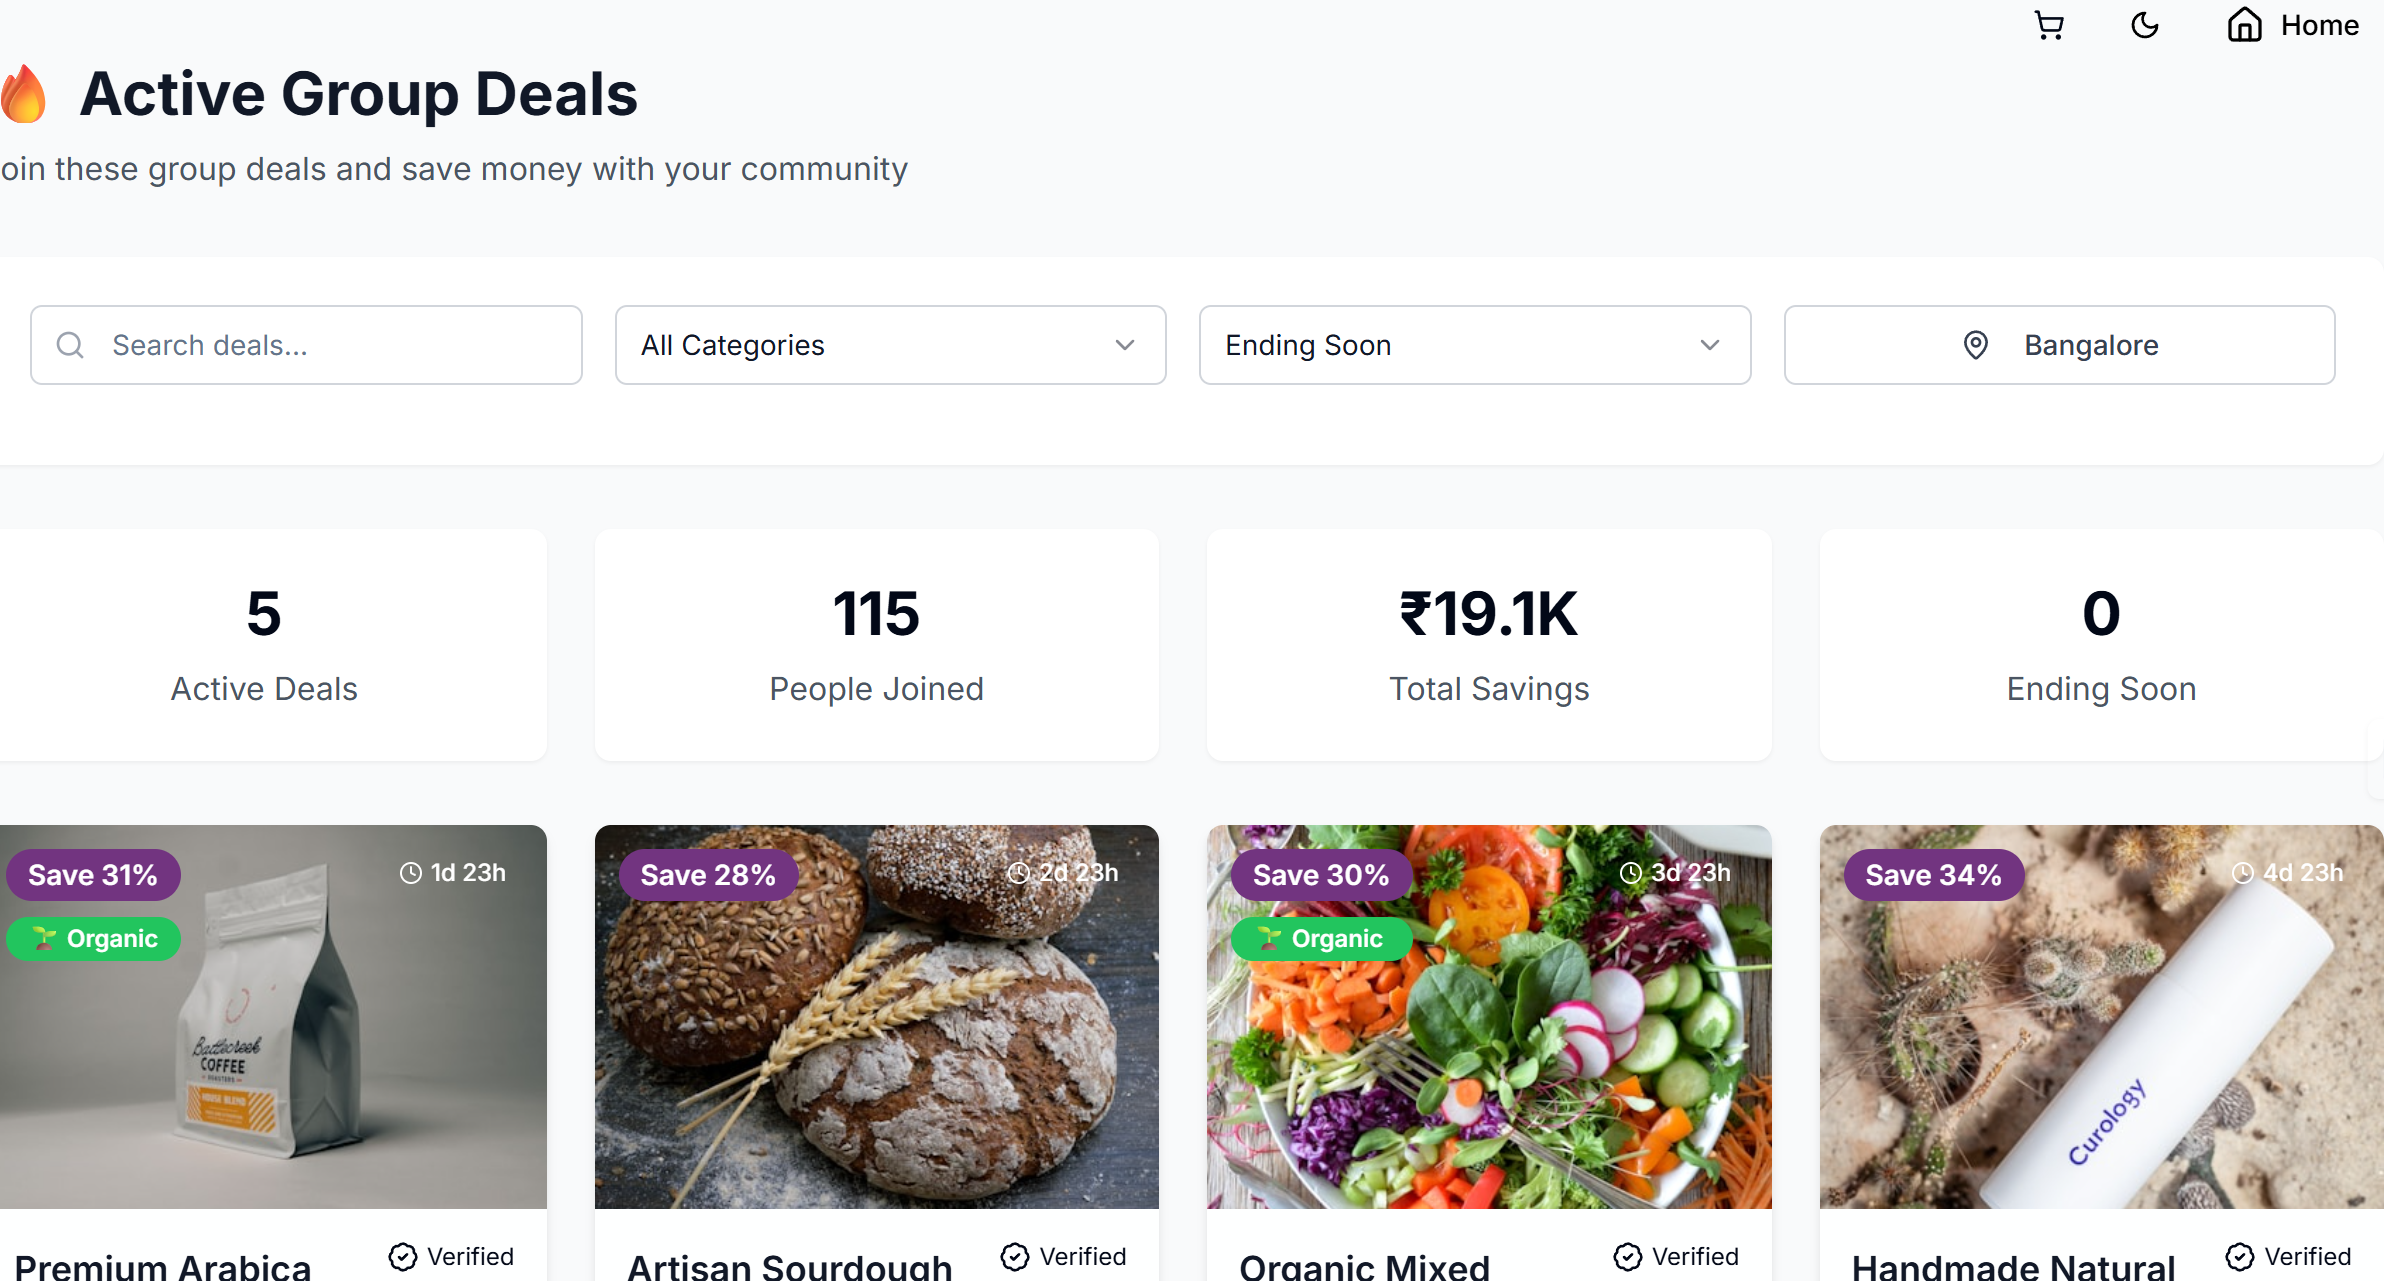 Home
Active Group Deals
oin these group deals and save money with your community
Search deals...
All Categories
Ending Soon
Bangalore
5
Active Deals
115
People Joined
₹19.1K
Total Savings
0
Ending Soon
Save 31%
1d 23h
Organic
Battlecreek
COFFEE
ROASTERS
HOUSE BLEND
Premium Arabica
Verified
Save 28%
2d 23h
Artisan Sourdough
Verified
Save 30%
3d 23h
Organic
Organic Mixed
Verified
Save 34%
4d 23h
Curology
Handmade Natural
Verified